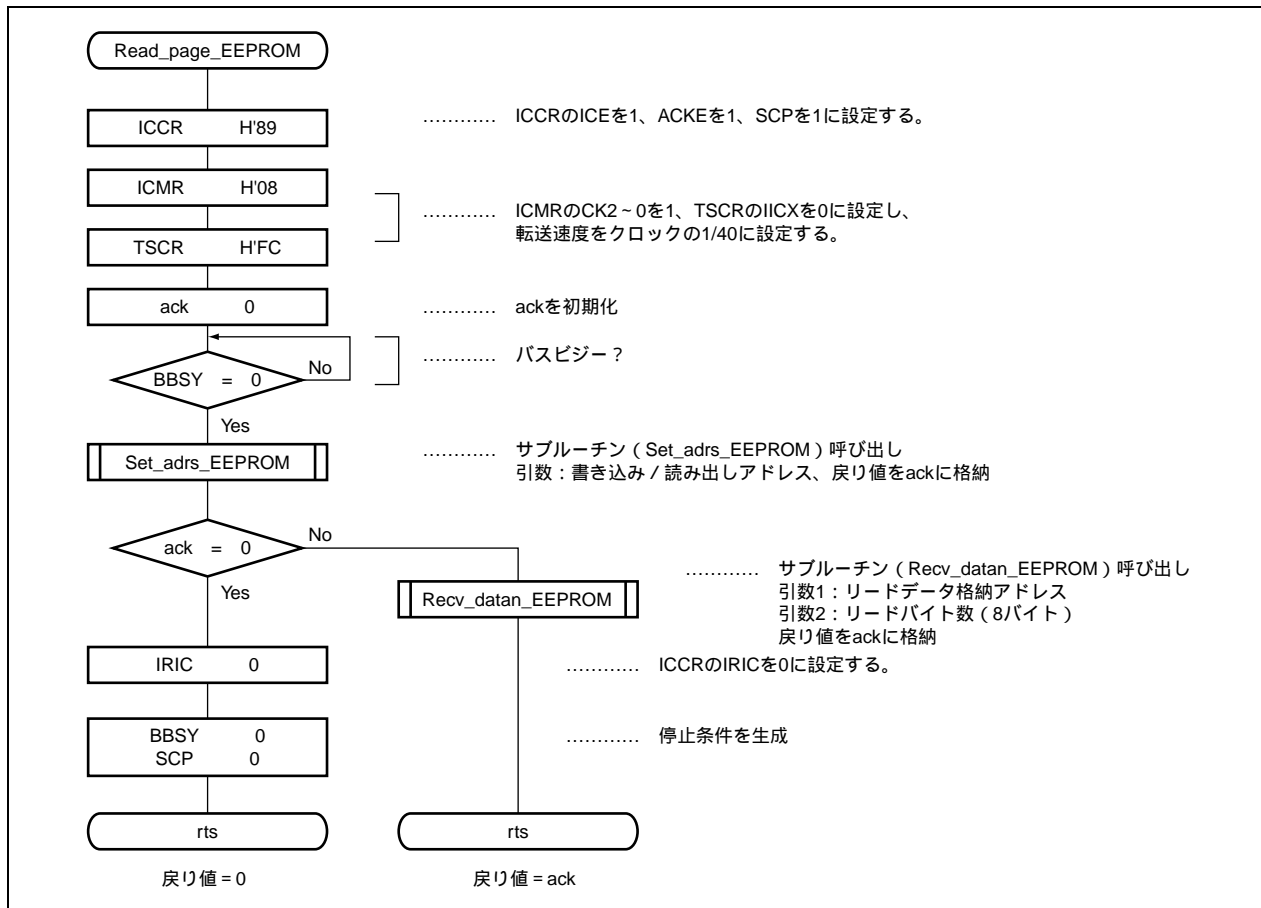 Read_page_EEPROM
ICCR H'89
………… ICCRのICEを1、ACKEを1、SCPを1に設定する。
ICMR H'08
TSCR H'FC
………… ICMRのCK2~0を1、TSCRのIICXを0に設定し、
転送速度をクロックの1/40に設定する。
ack 0
………… ackを初期化
BBSY = 0
No
………… バスビジー?
Yes
Set_adrs_EEPROM
………… サブルーチン(Set_adrs_EEPROM)呼び出し
引数:書き込み/読み出しアドレス、戻り値をackに格納
ack = 0
No
Yes
Recv_datan_EEPROM
………… サブルーチン(Recv_datan_EEPROM)呼び出し
引数1:リードデータ格納アドレス
引数2:リードバイト数(8バイト)
戻り値をackに格納
IRIC 0
………… ICCRのIRICを0に設定する。
BBSY 0
SCP 0
………… 停止条件を生成
rts
rts
戻り値=0
戻り値=ack